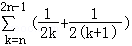 2n-1
∑ (1/2k + 1/2(k+1))
k=n